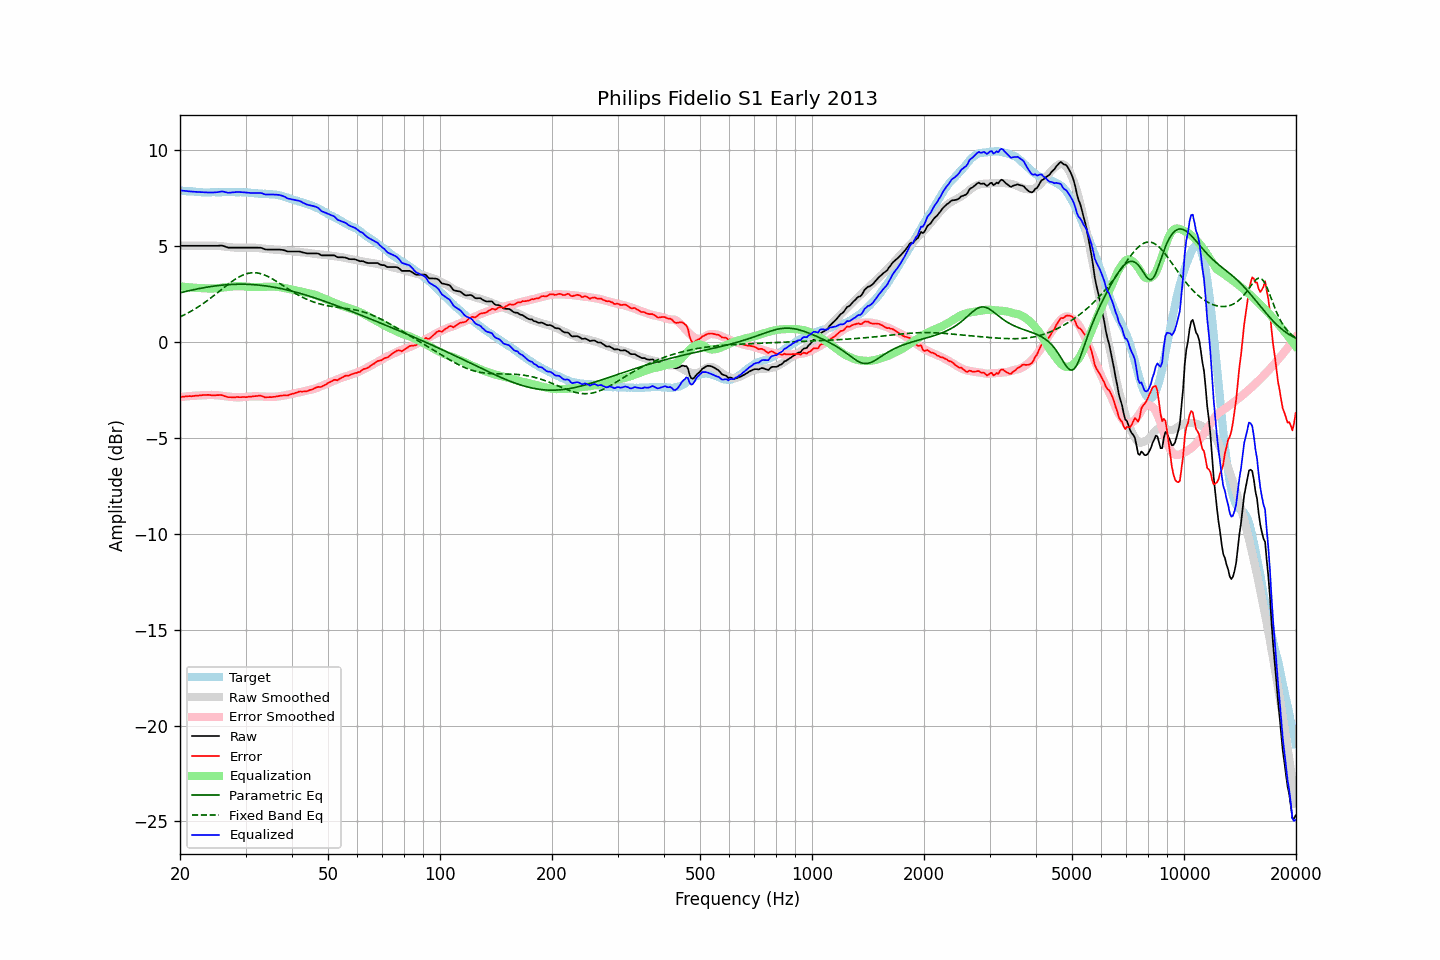 Philips Fidelio S1 Early 2013
Amplitude (dBr)
10
5
0
−5
−10
−15
−20
−25
Target
Raw Smoothed
Error Smoothed
Raw
Error
Equalization
Parametric Eq
Fixed Band Eq
Equalized
20 50 100 200 500 1000 2000 5000 10000 20000
Frequency (Hz)